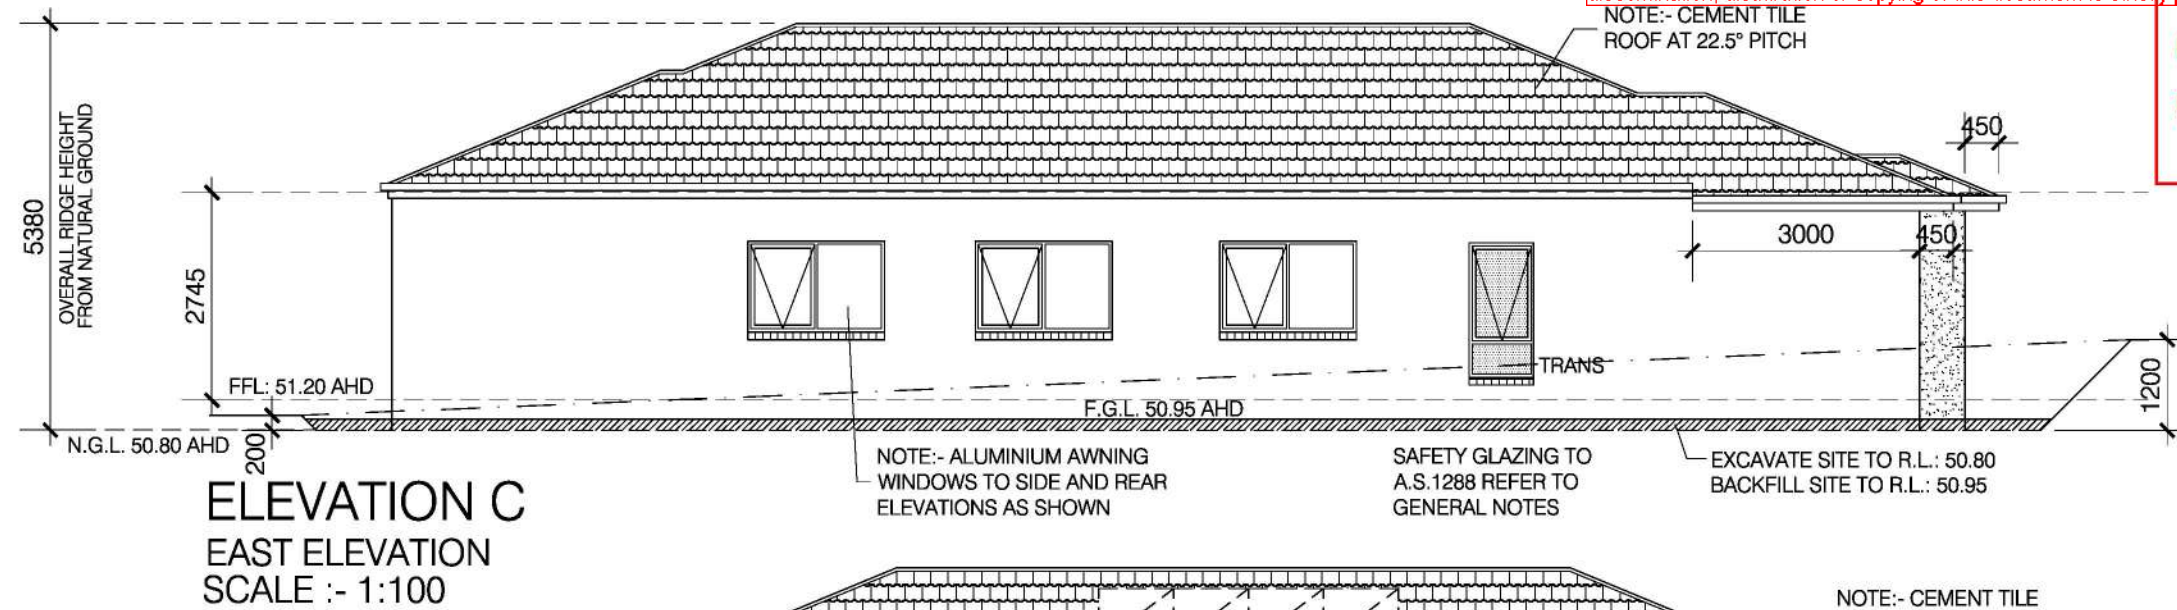 NOTE:- CEMENT TILE
ROOF AT 22.5° PITCH
450
5380
OVERALL RIDGE HEIGHT
FROM NATURAL GROUND
2745
3000
450
TRANS
1200
FFL: 51.20 AHD
F.G.L. 50.95 AHD
N.G.L. 50.80 AHD
200
NOTE:- ALUMINIUM AWNING
WINDOWS TO SIDE AND REAR
ELEVATIONS AS SHOWN
SAFETY GLAZING TO
A.S.1288 REFER TO
GENERAL NOTES
EXCAVATE SITE TO R.L.: 50.80
BACKFILL SITE TO R.L.: 50.95
ELEVATION C
EAST ELEVATION
SCALE :- 1:100
NOTE:- CEMENT TILE